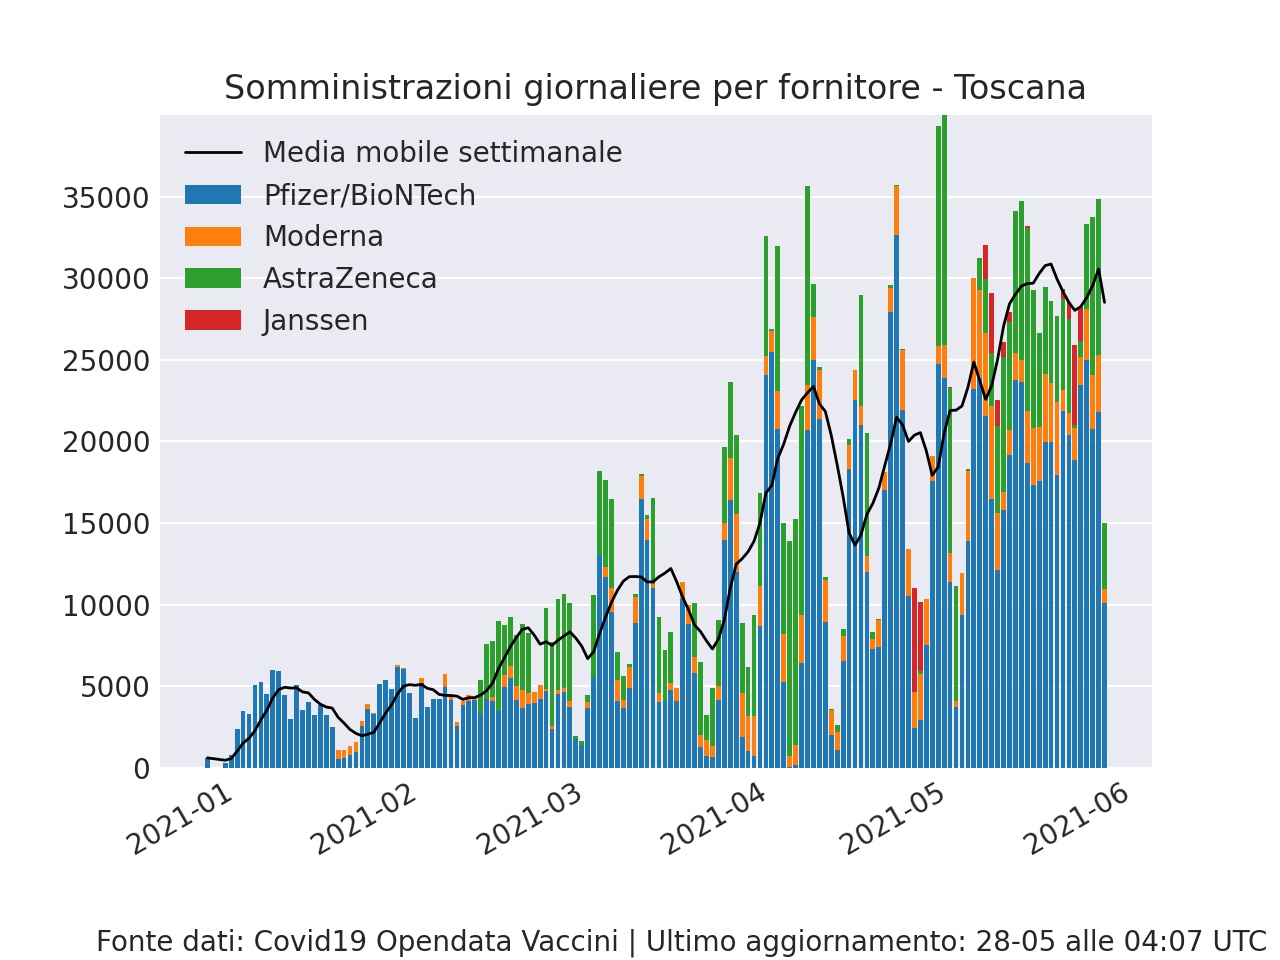 Somministrazioni giornaliere per fornitore - Toscana
Media mobile settimanale
Pfizer/BioNTech
Moderna
AstraZeneca
Janssen
35000
30000
25000
20000
15000
10000
5000
0
2021-01
2021-02
2021-03
2021-04
2021-05
2021-06
Fonte dati: Covid19 Opendata Vaccini | Ultimo aggiornamento: 28-05 alle 04:07 UTC